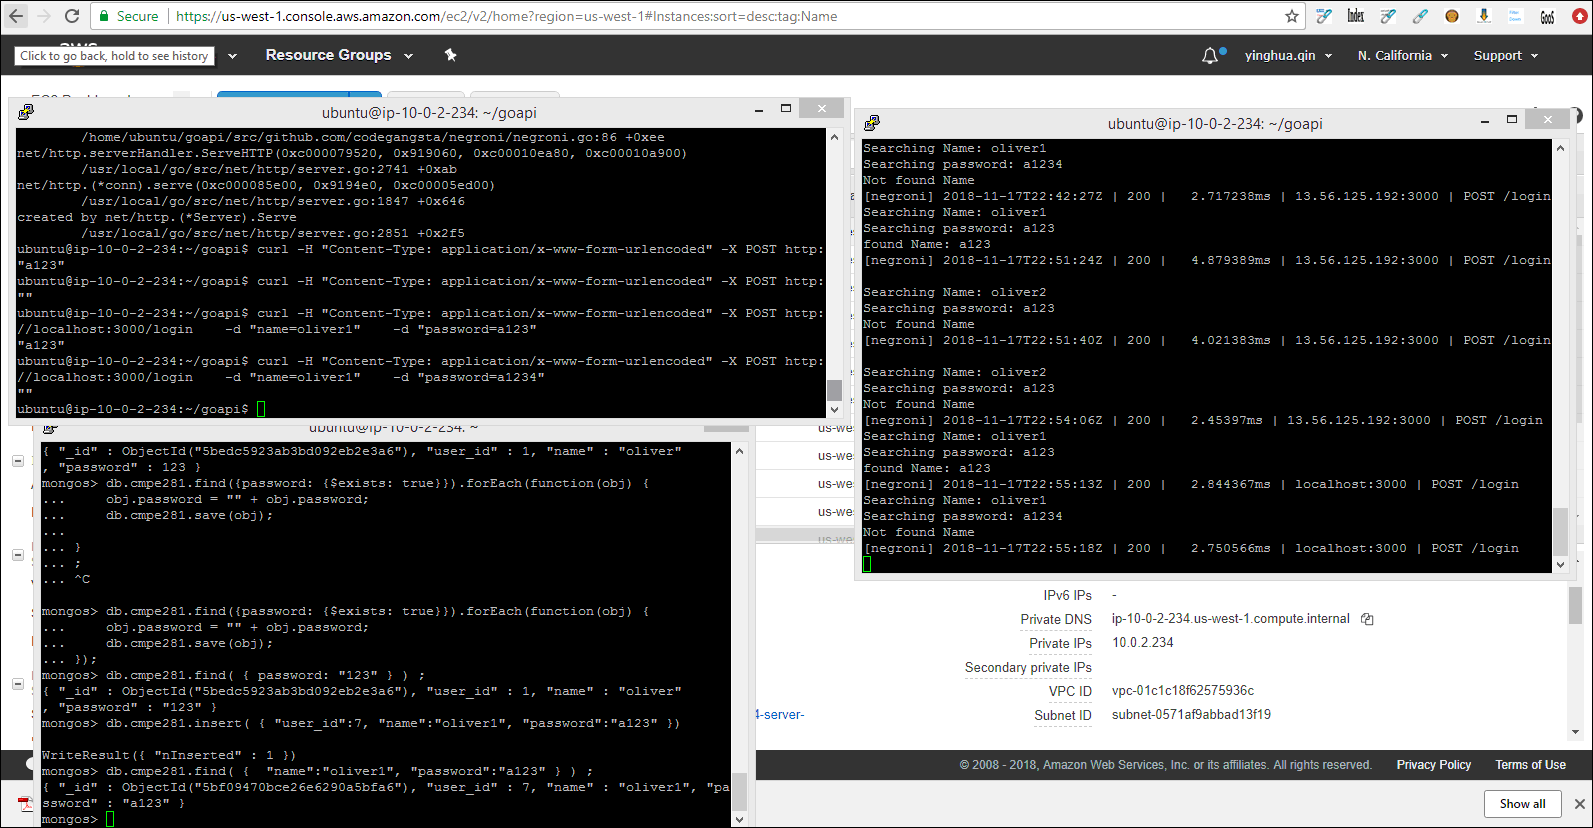 Secure
https://us-west-1.console.aws.amazon.com/ec2/v2/home?region=us-west-1#Instances:sort=desc:tag:Name
Index
GooS
Click to go back, hold to see history
Resource Groups
yinghua.qin
N. California
Support
ubuntu@ip-10-0-2-234: ~/goapi
/home/ubuntu/goapi/src/github.com/codegangsta/negroni/negroni.go:86 +0xee
net/http.serverHandler.ServeHTTP(0xc000079520, 0x919060, 0xc00010ea80, 0xc00010a900)
/usr/local/go/src/net/http/server.go:2741 +0xab
net/http.(*conn).serve(0xc000085e00, 0x9194e0, 0xc00005ed00)
/usr/local/go/src/net/http/server.go:1847 +0x646
created by net/http.(*Server).Serve
/usr/local/go/src/net/http/server.go:2851 +0x2f5
ubuntu@ip-10-0-2-234:~/goapi$ curl -H "Content-Type: application/x-www-form-urlencoded" -X POST http:
"a123"
ubuntu@ip-10-0-2-234:~/goapi$ curl -H "Content-Type: application/x-www-form-urlencoded" -X POST http:
""
ubuntu@ip-10-0-2-234:~/goapi$ curl -H "Content-Type: application/x-www-form-urlencoded" -X POST http:
//localhost:3000/login    -d "name=oliver1"    -d "password=a123"
"a123"
ubuntu@ip-10-0-2-234:~/goapi$ curl -H "Content-Type: application/x-www-form-urlencoded" -X POST http:
//localhost:3000/login    -d "name=oliver1"    -d "password=a1234"
""
ubuntu@ip-10-0-2-234:~/goapi$
ubuntu@ip-10-0-2-234: ~/goapi
Searching Name: oliver1
Searching password: a1234
Not found Name
[negroni] 2018-11-17T22:42:27Z | 200 |   2.717238ms | 13.56.125.192:3000 | POST /login
Searching Name: oliver1
Searching password: a123
found Name: a123
[negroni] 2018-11-17T22:51:24Z | 200 |   4.879389ms | 13.56.125.192:3000 | POST /login
Searching Name: oliver2
Searching password: a123
Not found Name
[negroni] 2018-11-17T22:51:40Z | 200 |   4.021383ms | 13.56.125.192:3000 | POST /login
Searching Name: oliver2
Searching password: a123
Not found Name
[negroni] 2018-11-17T22:54:06Z | 200 |   2.45397ms | 13.56.125.192:3000 | POST /login
Searching Name: oliver1
Searching password: a123
found Name: a123
[negroni] 2018-11-17T22:55:13Z | 200 |   2.844367ms | localhost:3000 | POST /login
Searching Name: oliver1
Searching password: a1234
Not found Name
[negroni] 2018-11-17T22:55:18Z | 200 |   2.750566ms | localhost:3000 | POST /login
ubuntu@ip-10-0-2-234: ~
{ "_id" : ObjectId("5bedc5923ab3bd092eb2e3a6"), "user_id" : 1, "name" : "oliver"
, "password" : 123 }
mongos> db.cmpe281.find({password: {$exists: true}}).forEach(function(obj) {
...     obj.password = "" + obj.password;
...     db.cmpe281.save(obj);
...
... }
... ;
... ^C
mongos> db.cmpe281.find({password: {$exists: true}}).forEach(function(obj) {
...     obj.password = "" + obj.password;
...     db.cmpe281.save(obj);
... });
mongos> db.cmpe281.find( { password: "123" } ) ;
{ "_id" : ObjectId("5bedc5923ab3bd092eb2e3a6"), "user_id" : 1, "name" : "oliver"
, "password" : "123" }
mongos> db.cmpe281.insert( { "user_id":7, "name":"oliver1", "password":"a123" })
WriteResult({ "nInserted" : 1 })
mongos> db.cmpe281.find( {  "name":"oliver1", "password":"a123" } ) ;
{ "_id" : ObjectId("5bf09470bce26e6290a5bfa6"), "user_id" : 7, "name" : "oliver1", "pa
ssword" : "a123" }
mongos>
us-we
us-wes
us-wes
us-wes
us-wes
4-server-
IPv6 IPs -
Private DNS ip-10-0-2-234.us-west-1.compute.internal
Private IPs 10.0.2.234
Secondary private IPs
VPC ID vpc-01c1c18f62575936c
Subnet ID subnet-0571af9abbad13f19
© 2008 - 2018, Amazon Web Services, Inc. or its affiliates. All rights reserved.
Privacy Policy
Terms of Use
Show all